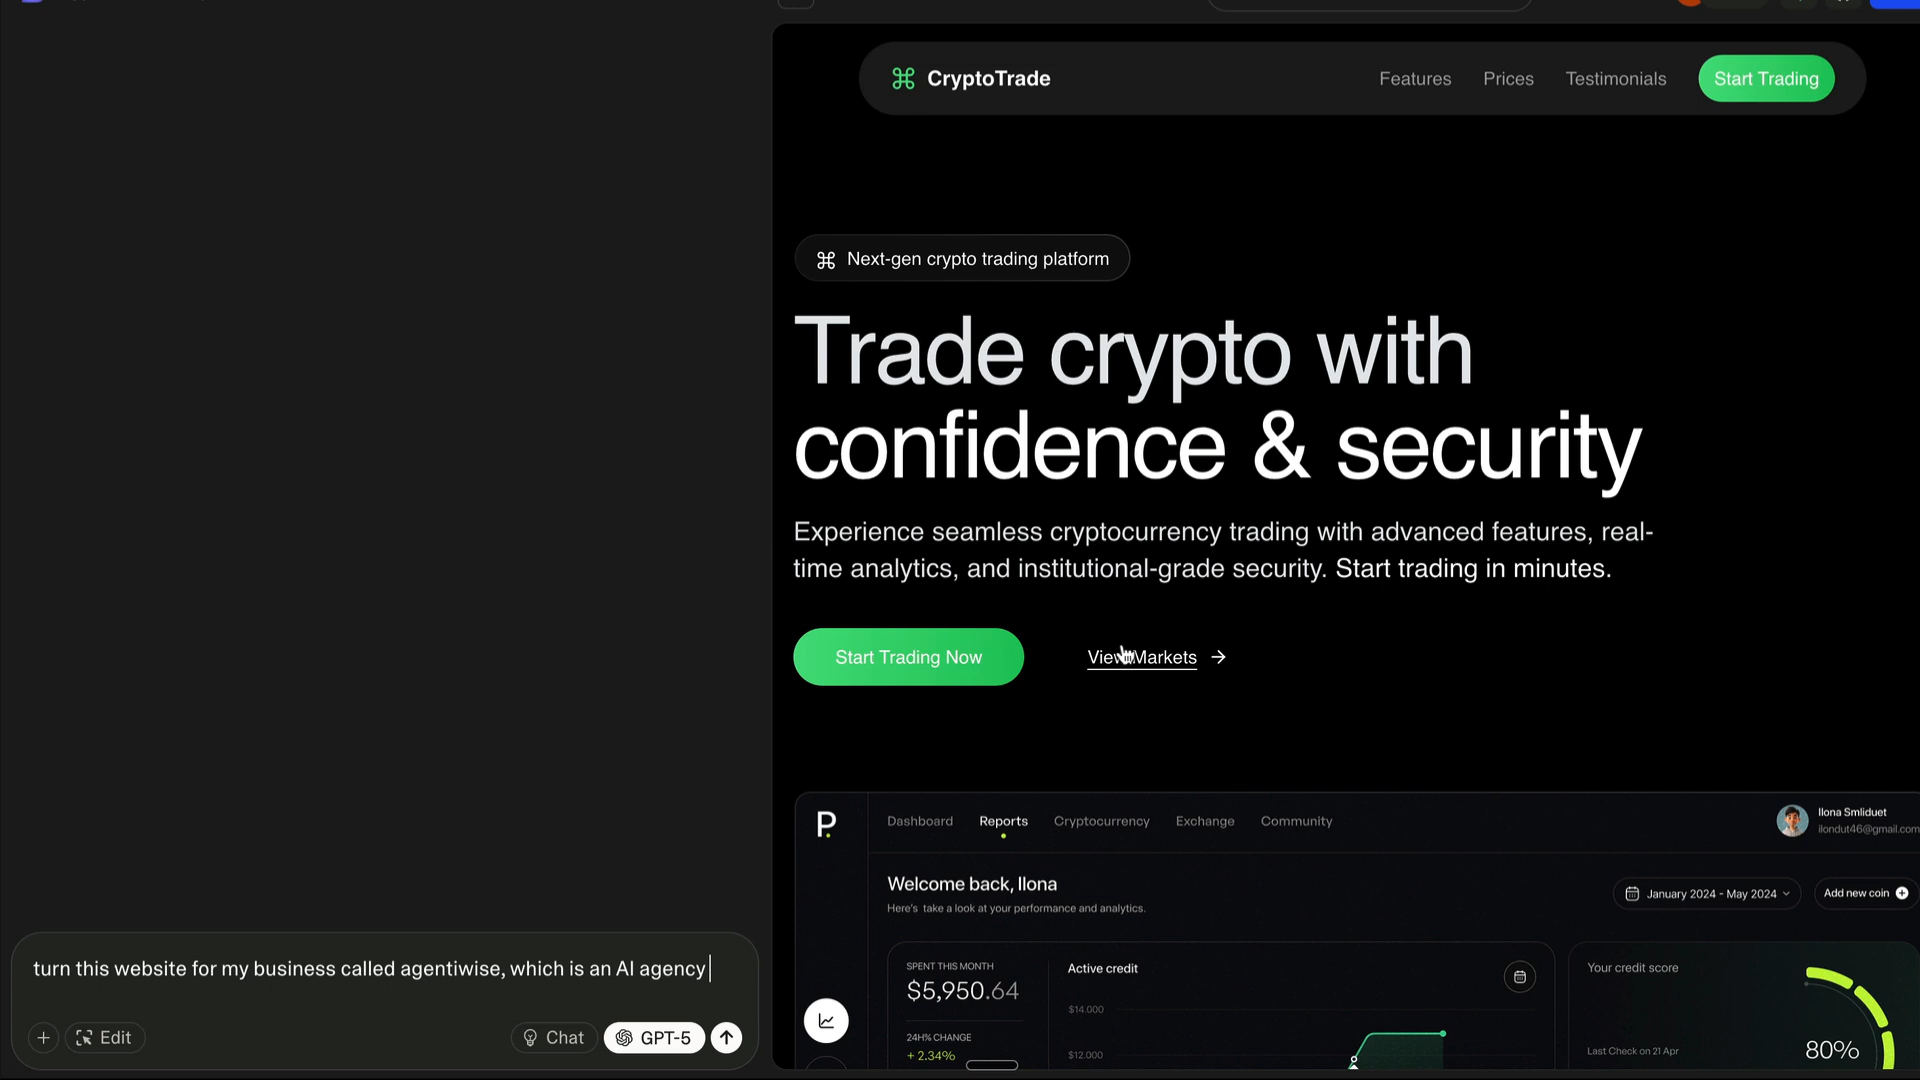 CryptoTrade
Features
Prices
Testimonials
Start Trading
Next-gen crypto trading platform
Trade crypto with
confidence & security
Experience seamless cryptocurrency trading with advanced features, real-
time analytics, and institutional-grade security. Start trading in minutes.
Start Trading Now
View Markets
P.
Dashboard
Reports
Cryptocurrency
Exchange
Community
Ilona Smliduet
ilondut46@gmail.com
Welcome back, Ilona
Here's take a look at your performance and analytics.
January 2024 - May 2024
Add new coin
SPENT THIS MONTH
$5,950.64
24H% CHANGE
+ 2.34%
Active credit
$14.000
$12.000
Your credit score
Last Check on 21 Apr
80%
turn this website for my business called agentiwise, which is an AI agency
Edit
Chat
GPT-5